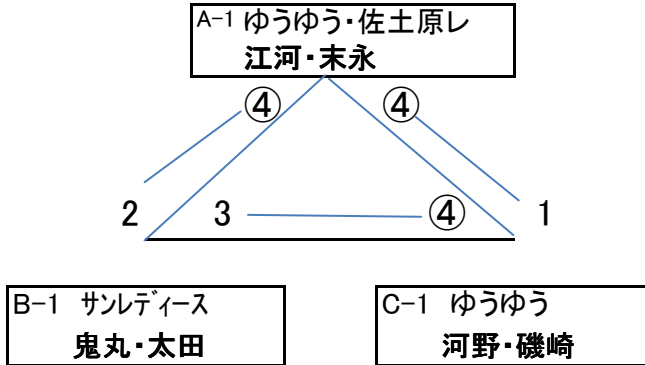 A-1 ゆうゆう・佐土原レ
江河・末永
④ ④
2 3 ④ 1
B-1 サンレディース
鬼丸・太田
C-1 ゆうゆう
河野・磯崎